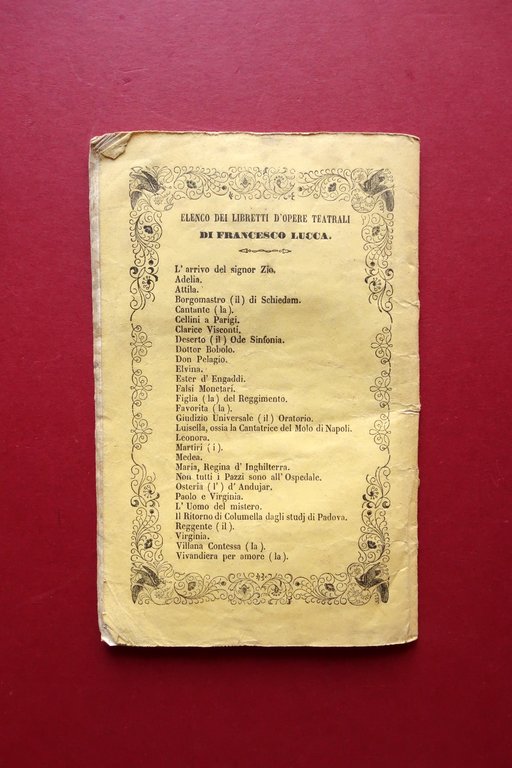 ELENCO DEI LIBRETTI D'OPERE TEATRALI
DI FRANCESCO LUCCA.
L' arrivo del signor Zio.
Adelia.
Attila.
Borgomastro (il) di Schiedam.
Cantante (la).
Cellini a Parigi.
Clarice Visconti.
Deserto (il) Ode Sinfonia.
Dottor Bobolo.
Don Pelagio.
Elvina.
Ester d' Engaddi.
Falsi Monetari.
Figlia (la) del Reggimento.
Favorita (la).
Giudizio Universale (il) Oratorio.
Luisella, ossia la Cantatrice del Molo di Napoli.
Leonora.
Martiri (i).
Medea.
Maria, Regina d' Inghilterra.
Non tutti i Pazzi sono all' Ospedale.
Osteria (l') d' Andujar.
Paolo e Virginia.
L' Uomo del mistero.
Il Ritorno di Columella dagli studj di Padova.
Reggente (il).
Virginia.
Villana Contessa (la).
Vivandiera per amore (la).